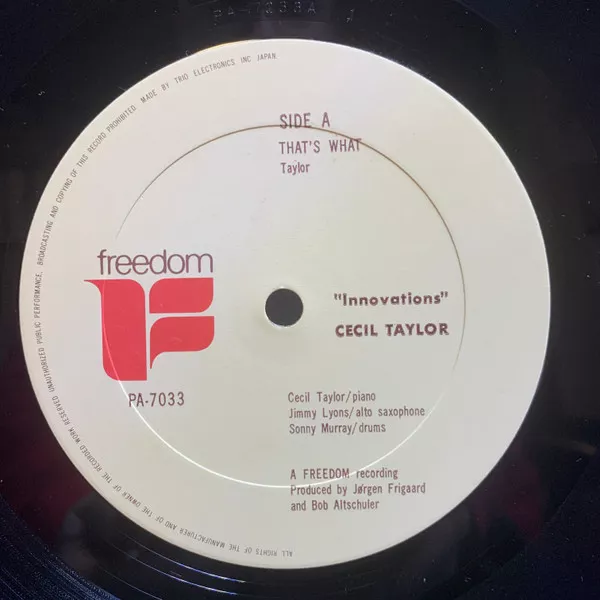 PA-7033A
SIDE A
THAT'S WHAT
Taylor
freedom
"Innovations"
CECIL TAYLOR
PA-7033
Cecil Taylor/piano
Jimmy Lyons/alto saxophone
Sonny Murray/drums
A FREEDOM recording
Produced by Jørgen Frigaard
and Bob Altschuler
ALL RIGHTS OF THE MANUFACTURER AND OF THE OWNER OF THE RECORDED WORK RESERVED UNAUTHORIZED PUBLIC PERFORMANCE, BROADCASTING AND COPYING OF THIS RECORD PROHIBITED. MADE BY TRIO ELECTRONICS INC JAPAN.